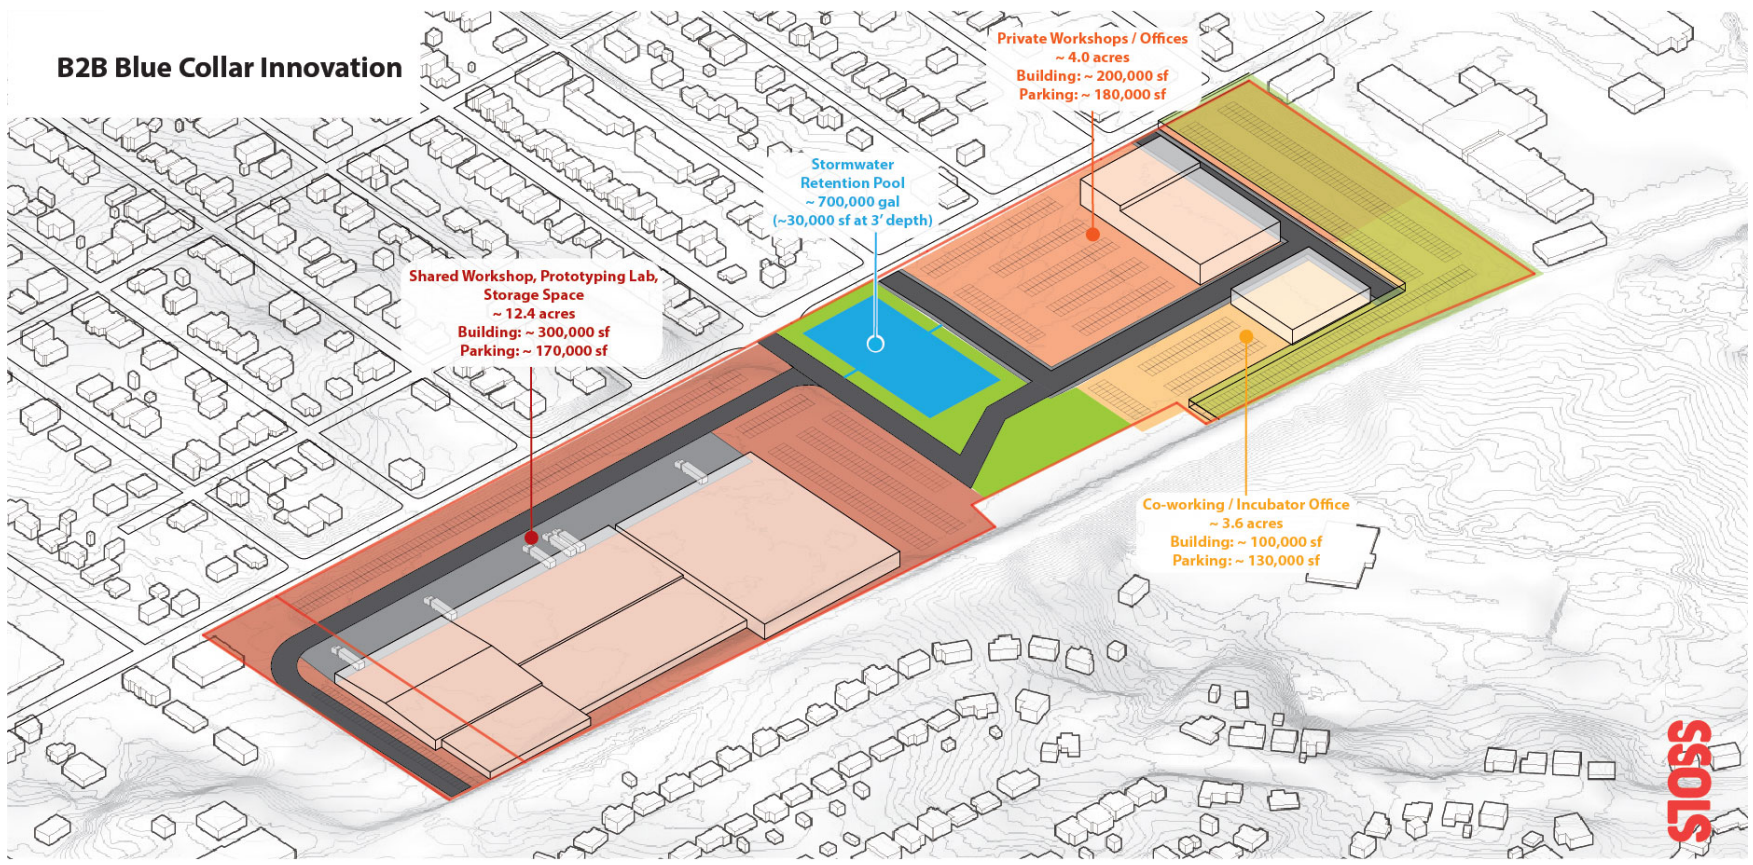 B2B Blue Collar Innovation
Private Workshops / Offices
~ 4.0 acres
Building: ~ 200,000 sf
Parking: ~ 180,000 sf
Stormwater
Retention Pool
~ 700,000 gal
(~30,000 sf at 3' depth)
Shared Workshop, Prototyping Lab,
Storage Space
~ 12.4 acres
Building: ~ 300,000 sf
Parking: ~ 170,000 sf
Co-working / Incubator Office
~ 3.6 acres
Building: ~ 100,000 sf
Parking: ~ 130,000 sf
STOSS